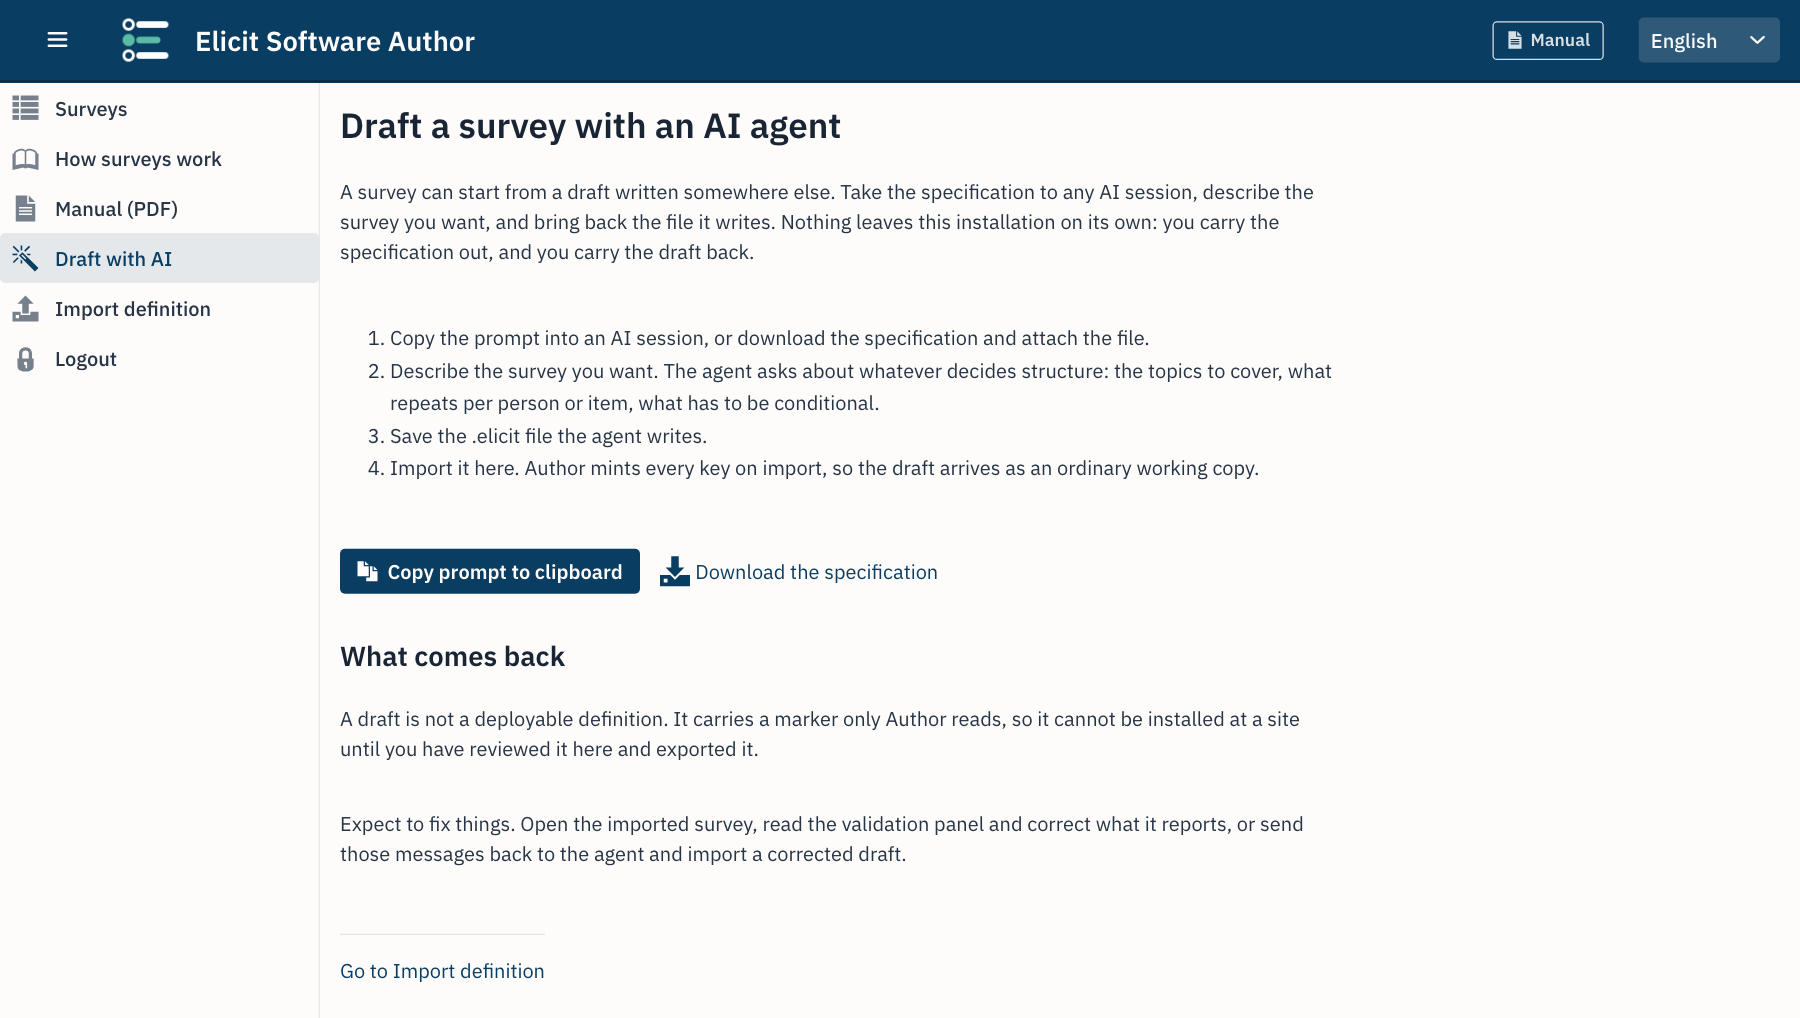 Elicit Software Author
Manual
English
Surveys
How surveys work
Manual (PDF)
Draft with AI
Import definition
Logout
Draft a survey with an AI agent
A survey can start from a draft written somewhere else. Take the specification to any AI session, describe the
survey you want, and bring back the file it writes. Nothing leaves this installation on its own: you carry the
specification out, and you carry the draft back.
1. Copy the prompt into an AI session, or download the specification and attach the file.
2. Describe the survey you want. The agent asks about whatever decides structure: the topics to cover, what
repeats per person or item, what has to be conditional.
3. Save the .elicit file the agent writes.
4. Import it here. Author mints every key on import, so the draft arrives as an ordinary working copy.
Copy prompt to clipboard
Download the specification
What comes back
A draft is not a deployable definition. It carries a marker only Author reads, so it cannot be installed at a site
until you have reviewed it here and exported it.
Expect to fix things. Open the imported survey, read the validation panel and correct what it reports, or send
those messages back to the agent and import a corrected draft.
Go to Import definition